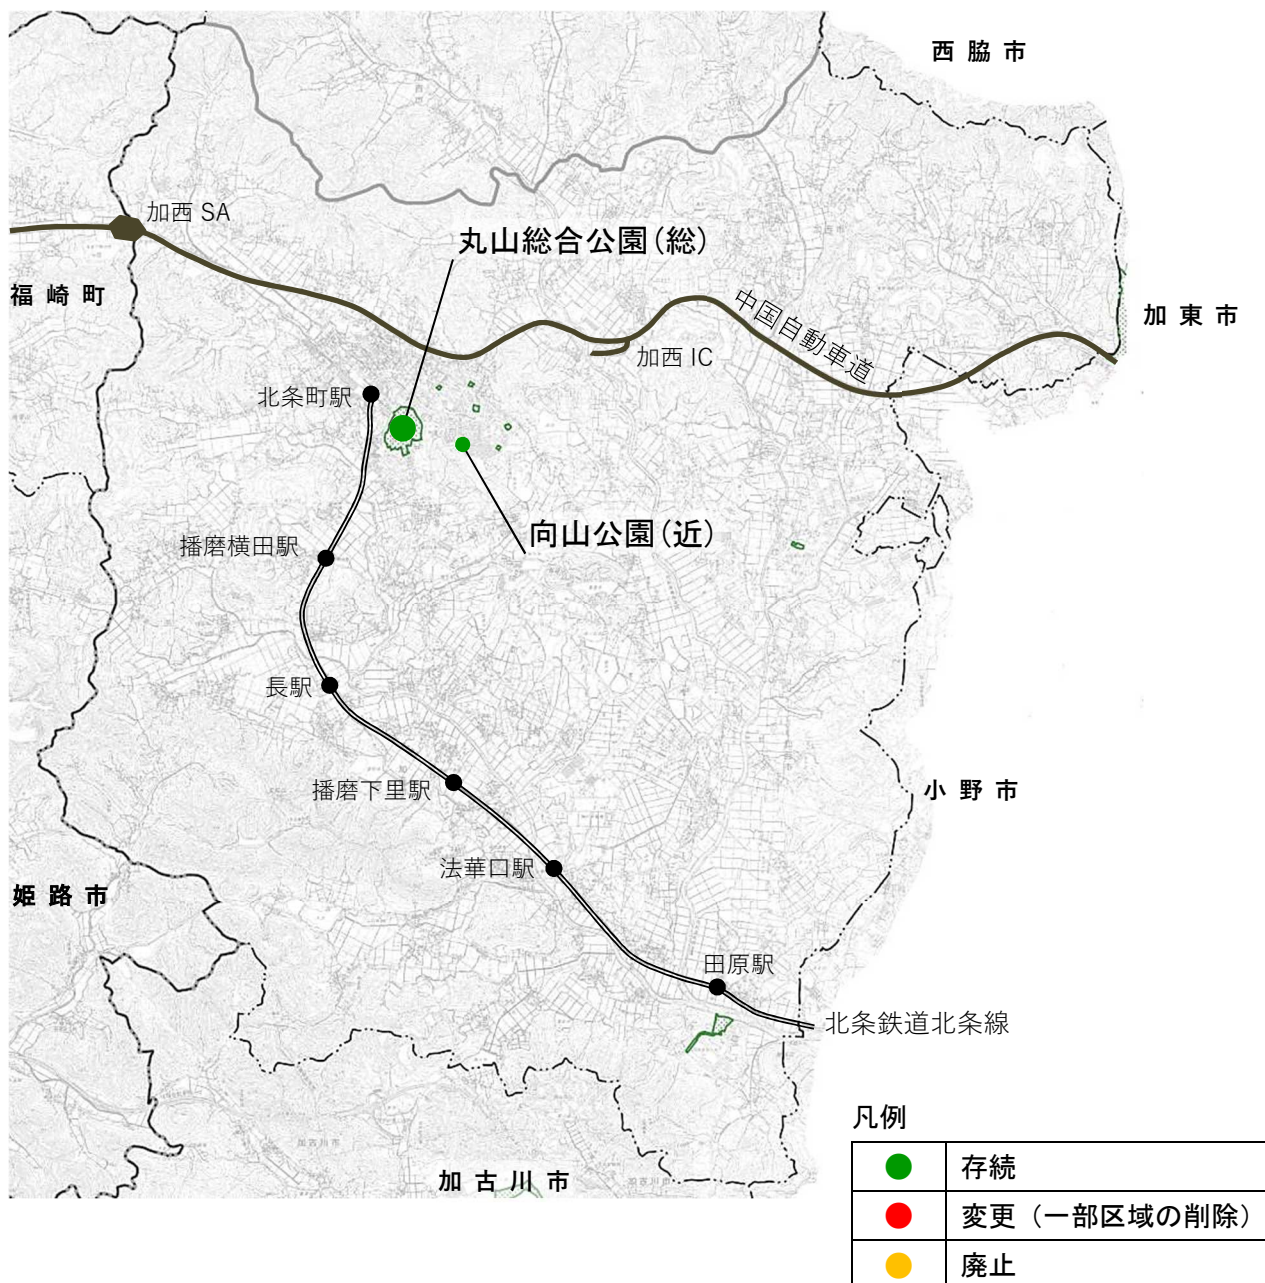 西脇市
加西 SA
丸山総合公園(総)
福崎町
中国自動車道
加東市
加西 IC
北条町駅
向山公園(近)
播磨横田駅
長駅
播磨下里駅
小野市
法華口駅
姫路市
田原駅
北条鉄道北条線
加古川市
凡例
存続
変更（一部区域の削除）
廃止